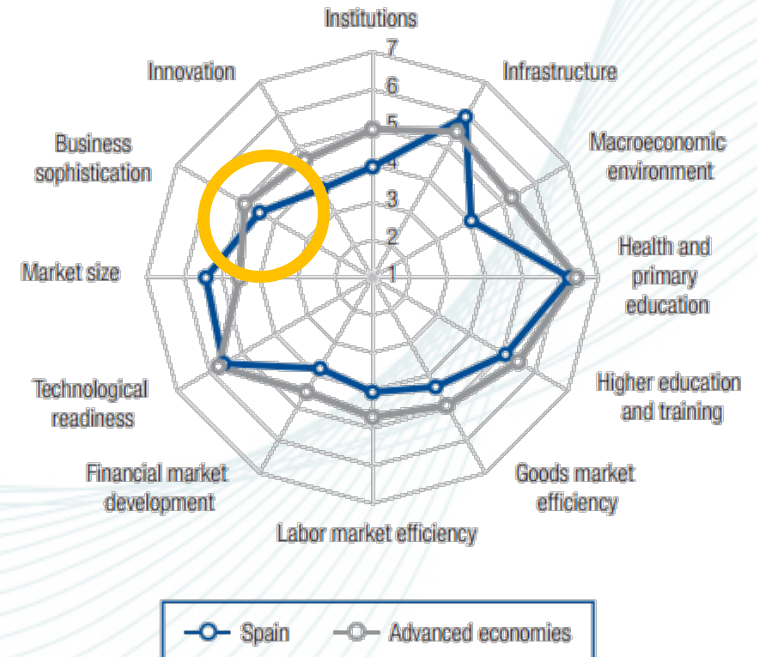 Institutions
7
6
5
4
3
2
1
Innovation
Infrastructure
Business
sophistication
Macroeconomic
environment
Market size
Health and
primary
education
Technological
readiness
Higher education
and training
Financial market
development
Goods market
efficiency
Labor market efficiency
Spain
Advanced economies